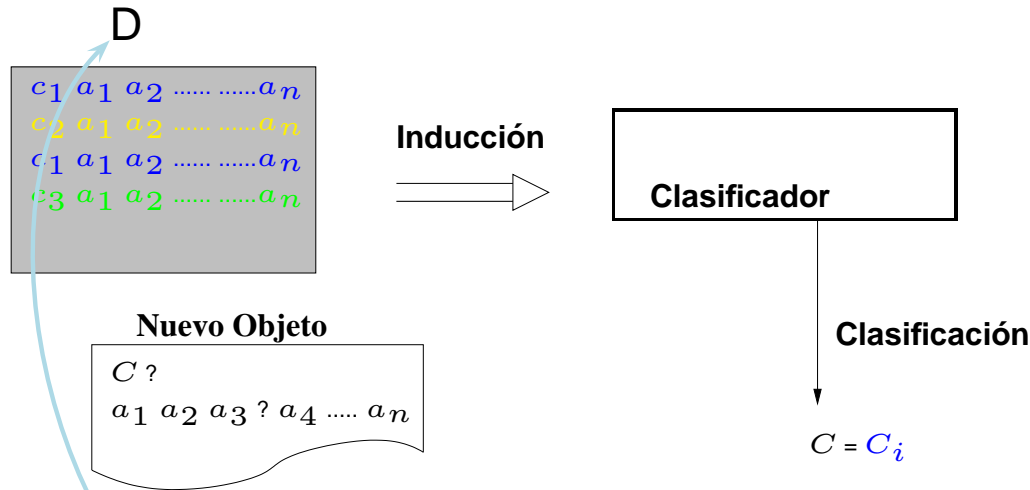 D
c1 a1 a2 ...... ......an
c2 a1 a2 ...... ......an
c1 a1 a2 ...... ......an
c3 a1 a2 ...... ......an
Inducción
Clasificador
Nuevo Objeto
C ?
a1 a2 a3 ? a4 ..... an
Clasificación
C = Ci